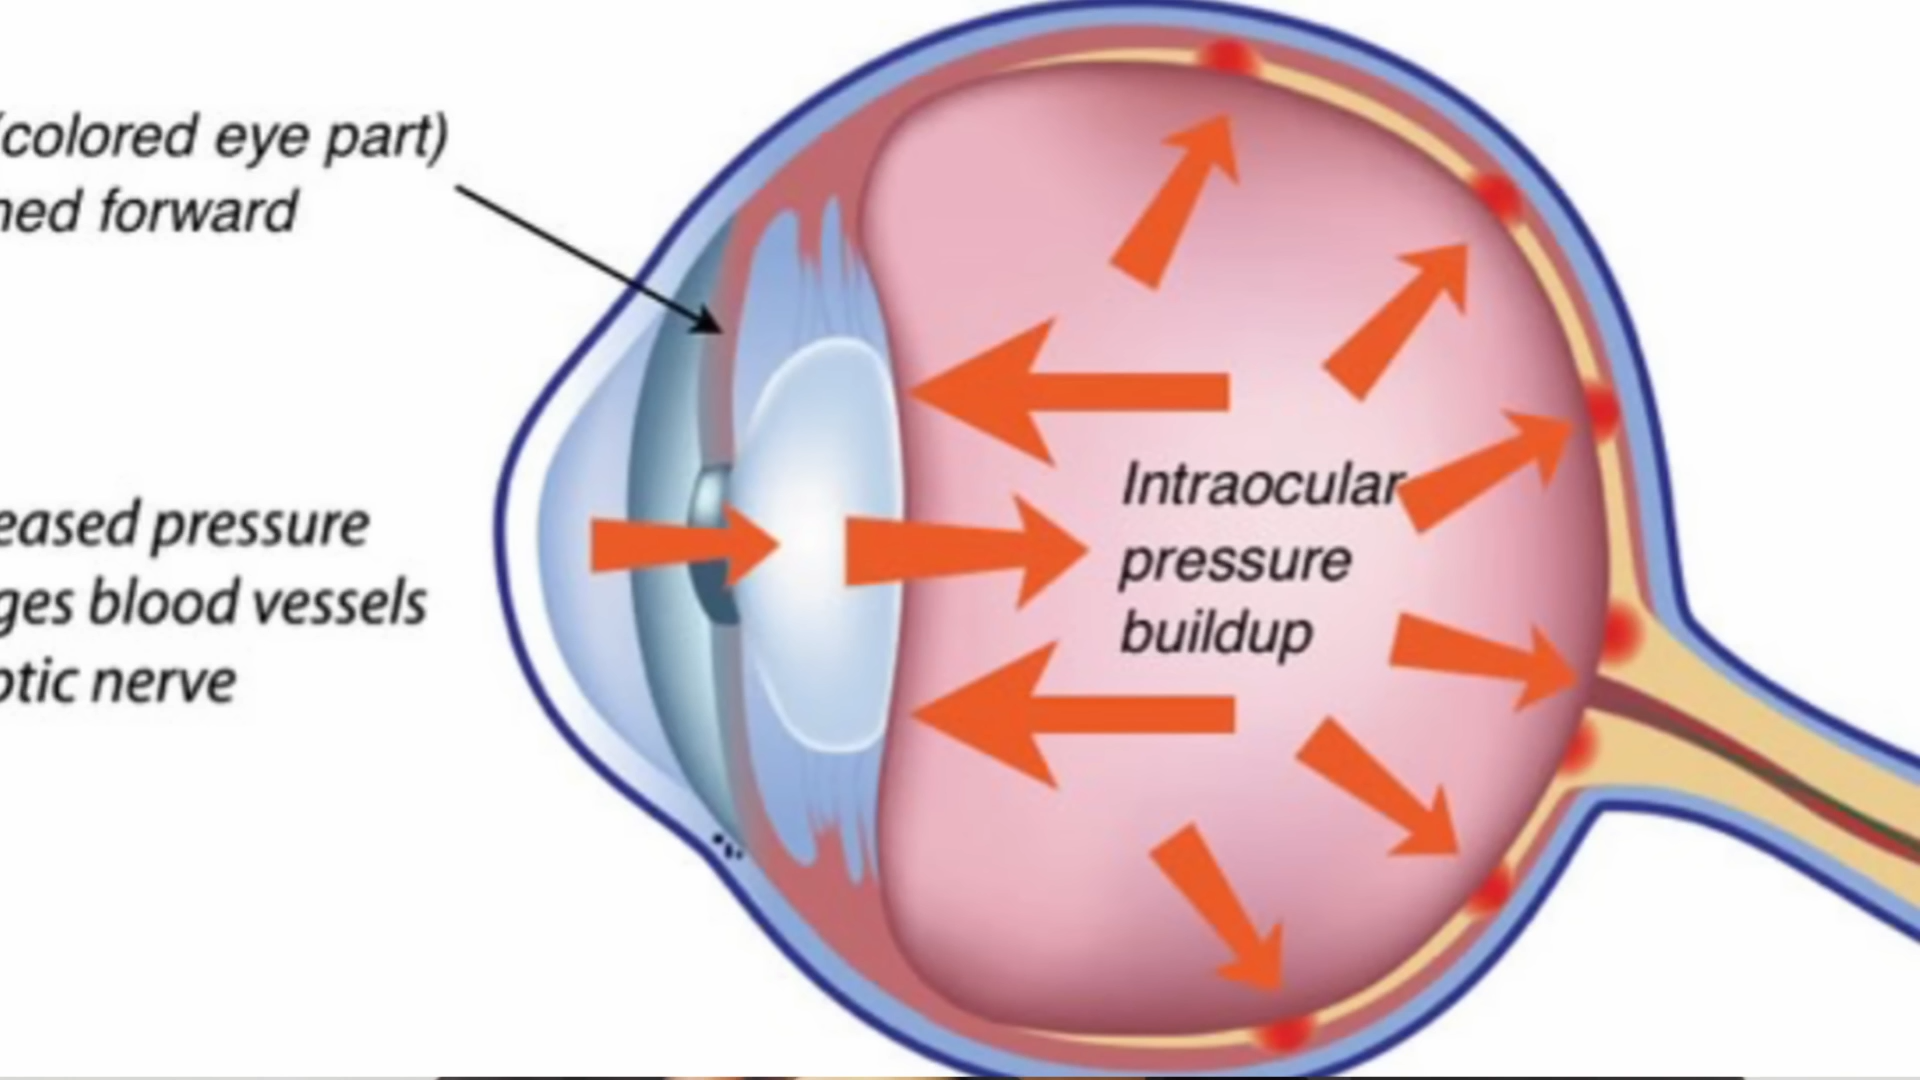 (colored eye part)
ned forward
eased pressure
ges blood vessels
ptic nerve
Intraocular
pressure
buildup